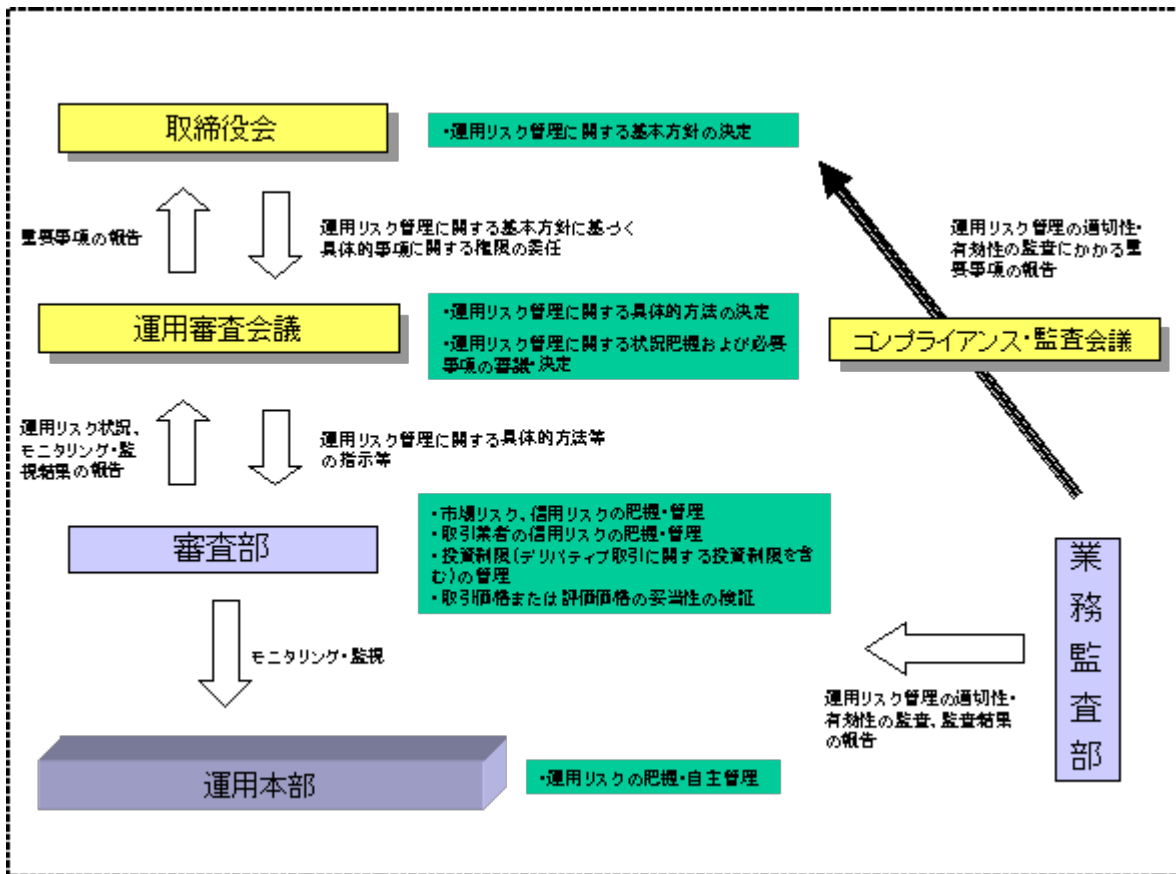 取締役会
・運用リスク管理に関する基本方針の決定
重要事項の報告
運用リスク管理に関する基本方針に基づく
具体的事項に関する権限の委任
運用リスク管理の適切性・
有効性の監査にかかる重
要事項の報告
運用審査会議
・運用リスク管理に関する具体的方法の決定
・運用リスク管理に関する状況把握および必要
事項の審議・決定
コンプライアンス・監査会議
運用リスク状況、
モニタリング・監
視結果の報告
運用リスク管理に関する具体的方法等
の指示等
審査部
・市場リスク、信用リスクの把握・管理
・取引業者の信用リスクの把握・管理
・投資制限(デリバティブ取引に関する投資制限を含
む)の管理
・取引価格または評価価格の妥当性の検証
業務監査部
モニタリング・監視
運用リスク管理の適切性・
有効性の監査、監査結果
の報告
運用本部
・運用リスクの把握・自主管理